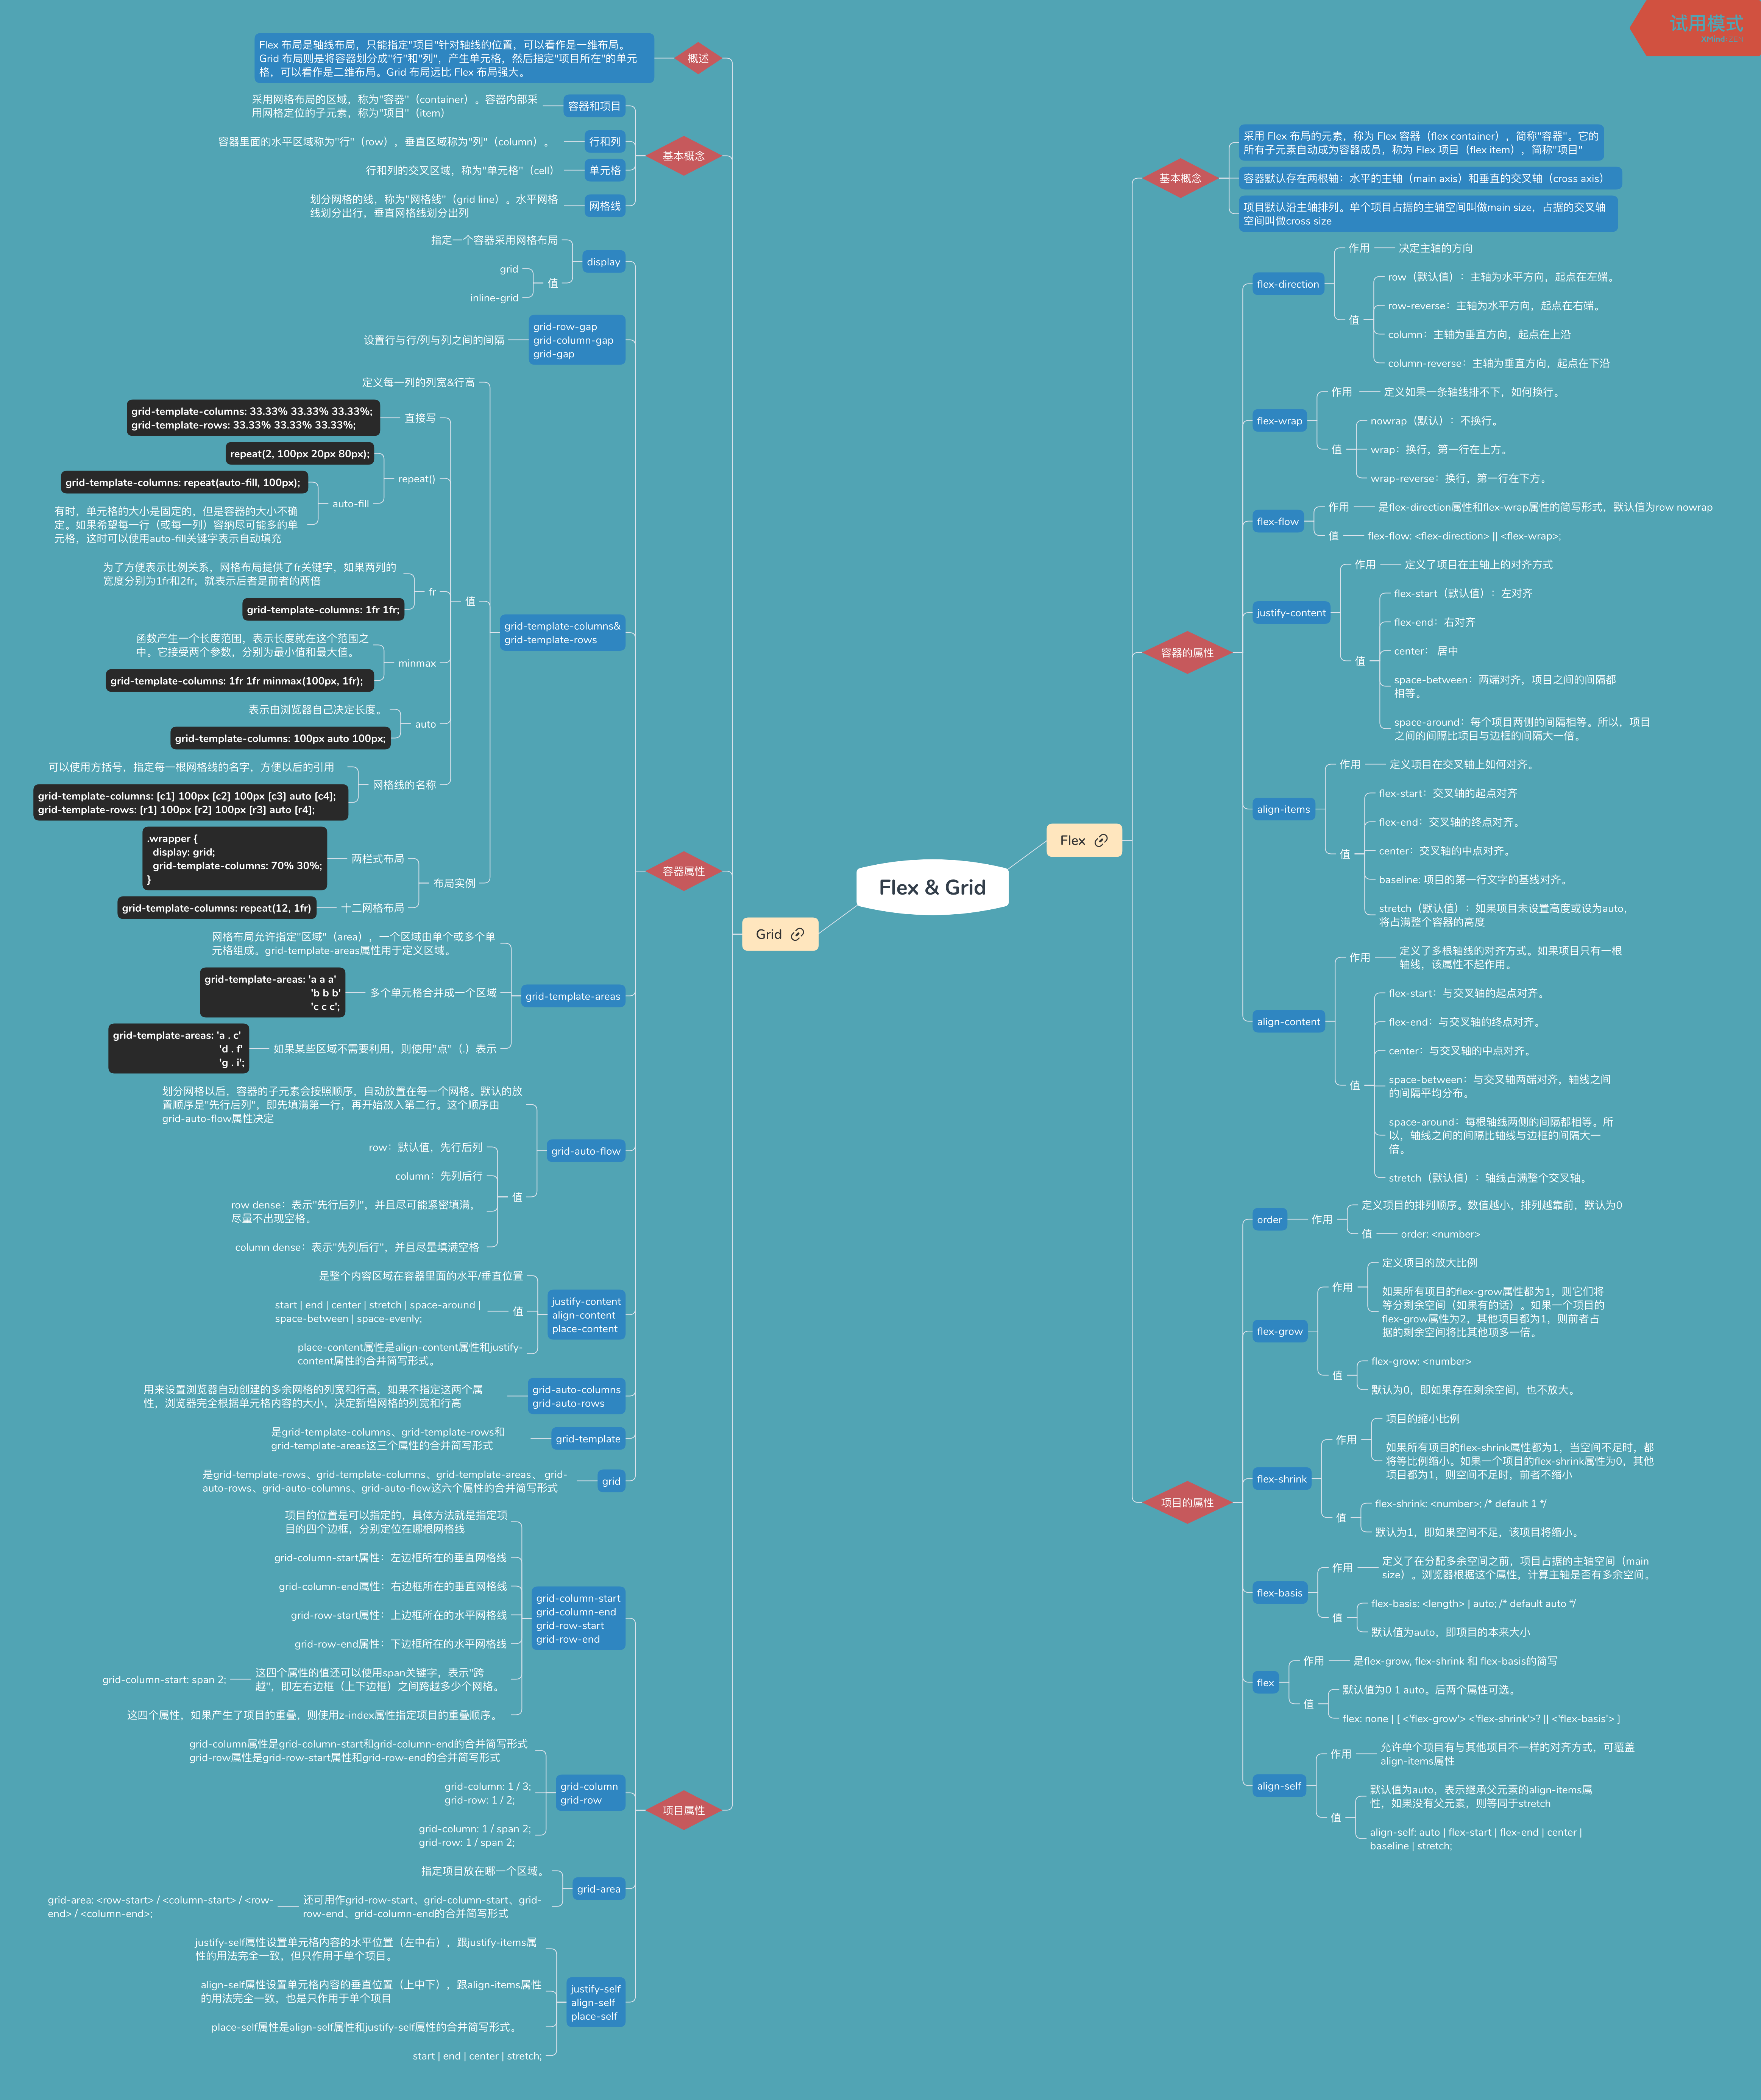 试用模式
XMind
Flex & Grid
Flex
基本概念
采用 Flex 布局的元素，称为 Flex 容器（flex container），简称"容器"。它的
所有子元素自动成为容器成员，称为 Flex 项目（flex item），简称"项目"
容器默认存在两根轴：水平的主轴（main axis）和垂直的交叉轴（cross axis）
项目默认沿主轴排列。单个项目占据的主轴空间叫做main size，占据的交叉轴
空间叫做cross size
容器的属性
flex-direction
作用
决定主轴的方向
值
row（默认值）：主轴为水平方向，起点在左端。
row-reverse：主轴为水平方向，起点在右端。
column：主轴为垂直方向，起点在上沿
column-reverse：主轴为垂直方向，起点在下沿
flex-wrap
作用
定义如果一条轴线排不下，如何换行。
值
nowrap（默认）：不换行。
wrap：换行，第一行在上方。
wrap-reverse：换行，第一行在下方。
flex-flow
作用
是flex-direction属性和flex-wrap属性的简写形式，默认值为row nowrap
值
flex-flow: <flex-direction> || <flex-wrap>;
justify-content
作用
定义了项目在主轴上的对齐方式
值
flex-start（默认值）：左对齐
flex-end：右对齐
center： 居中
space-between：两端对齐，项目之间的间隔都
相等。
space-around：每个项目两侧的间隔相等。所以，项目
之间的间隔比项目与边框的间隔大一倍。
align-items
作用
定义项目在交叉轴上如何对齐。
值
flex-start：交叉轴的起点对齐
flex-end：交叉轴的终点对齐。
center：交叉轴的中点对齐。
baseline: 项目的第一行文字的基线对齐。
stretch（默认值）：如果项目未设置高度或设为auto，
将占满整个容器的高度
align-content
作用
定义了多根轴线的对齐方式。如果项目只有一根
轴线，该属性不起作用。
值
flex-start：与交叉轴的起点对齐。
flex-end：与交叉轴的终点对齐。
center：与交叉轴的中点对齐。
space-between：与交叉轴两端对齐，轴线之间
的间隔平均分布。
space-around：每根轴线两侧的间隔都相等。所
以，轴线之间的间隔比轴线与边框的间隔大一
倍。
stretch（默认值）：轴线占满整个交叉轴。
项目的属性
order
作用
定义项目的排列顺序。数值越小，排列越靠前，默认为0
值
order: <number>
flex-grow
作用
定义项目的放大比例
如果所有项目的flex-grow属性都为1，则它们将
等分剩余空间（如果有的话）。如果一个项目的
flex-grow属性为2，其他项目都为1，则前者占
据的剩余空间将比其他项多一倍。
值
flex-grow: <number>
默认为0，即如果存在剩余空间，也不放大。
flex-shrink
作用
项目的缩小比例
如果所有项目的flex-shrink属性都为1，当空间不足时，都
将等比例缩小。如果一个项目的flex-shrink属性为0，其他
项目都为1，则空间不足时，前者不缩小
值
flex-shrink: <number>; /* default 1 */
默认为1，即如果空间不足，该项目将缩小。
flex-basis
作用
定义了在分配多余空间之前，项目占据的主轴空间（main
size）。浏览器根据这个属性，计算主轴是否有多余空间。
值
flex-basis: <length> | auto; /* default auto */
默认值为auto，即项目的本来大小
flex
作用
是flex-grow, flex-shrink 和 flex-basis的简写
值
默认值为0 1 auto。后两个属性可选。
flex: none | [ <'flex-grow'> <'flex-shrink'>? || <'flex-basis'> ]
align-self
作用
允许单个项目有与其他项目不一样的对齐方式，可覆盖
align-items属性
值
默认值为auto，表示继承父元素的align-items属
性，如果没有父元素，则等同于stretch
align-self: auto | flex-start | flex-end | center |
baseline | stretch;
Grid
概述
Flex 布局是轴线布局，只能指定"项目"针对轴线的位置，可以看作是一维布局。
Grid 布局则是将容器划分成"行"和"列"，产生单元格，然后指定"项目所在"的单元
格，可以看作是二维布局。Grid 布局远比 Flex 布局强大。
基本概念
容器和项目
采用网格布局的区域，称为"容器"（container）。容器内部采
用网格定位的子元素，称为"项目"（item）
行和列
容器里面的水平区域称为"行"（row），垂直区域称为"列"（column）。
单元格
行和列的交叉区域，称为"单元格"（cell）
网格线
划分网格的线，称为"网格线"（grid line）。水平网格
线划分出行，垂直网格线划分出列
容器属性
display
指定一个容器采用网格布局
值
grid
inline-grid
grid-row-gap
grid-column-gap
grid-gap
设置行与行/列与列之间的间隔
grid-template-columns&
grid-template-rows
定义每一列的列宽&行高
值
直接写
grid-template-columns: 33.33% 33.33% 33.33%;
grid-template-rows: 33.33% 33.33% 33.33%;
repeat()
repeat(2, 100px 20px 80px);
auto-fill
grid-template-columns: repeat(auto-fill, 100px);
有时，单元格的大小是固定的，但是容器的大小不确
定。如果希望每一行（或每一列）容纳尽可能多的单
元格，这时可以使用auto-fill关键字表示自动填充
fr
为了方便表示比例关系，网格布局提供了fr关键字，如果两列的
宽度分别为1fr和2fr，就表示后者是前者的两倍
grid-template-columns: 1fr 1fr;
minmax
函数产生一个长度范围，表示长度就在这个范围之
中。它接受两个参数，分别为最小值和最大值。
grid-template-columns: 1fr 1fr minmax(100px, 1fr);
auto
表示由浏览器自己决定长度。
grid-template-columns: 100px auto 100px;
网格线的名称
可以使用方括号，指定每一根网格线的名字，方便以后的引用
grid-template-columns: [c1] 100px [c2] 100px [c3] auto [c4];
grid-template-rows: [r1] 100px [r2] 100px [r3] auto [r4];
布局实例
两栏式布局
.wrapper {
display: grid;
grid-template-columns: 70% 30%;
}
十二网格布局
grid-template-columns: repeat(12, 1fr)
grid-template-areas
网格布局允许指定"区域"（area），一个区域由单个或多个单
元格组成。grid-template-areas属性用于定义区域。
多个单元格合并成一个区域
grid-template-areas: 'a a a'
'b b b'
'c c c';
如果某些区域不需要利用，则使用"点"（.）表示
grid-template-areas: 'a . c'
'd . f'
'g . i';
grid-auto-flow
划分网格以后，容器的子元素会按照顺序，自动放置在每一个网格。默认的放
置顺序是"先行后列"，即先填满第一行，再开始放入第二行。这个顺序由
grid-auto-flow属性决定
值
row：默认值，先行后列
column：先列后行
row dense：表示"先行后列"，并且尽可能紧密填满，
尽量不出现空格。
column dense：表示"先列后行"，并且尽量填满空格
justify-content
align-content
place-content
是整个内容区域在容器里面的水平/垂直位置
值
start | end | center | stretch | space-around |
space-between | space-evenly;
place-content属性是align-content属性和justify-
content属性的合并简写形式。
grid-auto-columns
grid-auto-rows
用来设置浏览器自动创建的多余网格的列宽和行高，如果不指定这两个属
性，浏览器完全根据单元格内容的大小，决定新增网格的列宽和行高
grid-template
是grid-template-columns、grid-template-rows和
grid-template-areas这三个属性的合并简写形式
grid
是grid-template-rows、grid-template-columns、grid-template-areas、 grid-
auto-rows、grid-auto-columns、grid-auto-flow这六个属性的合并简写形式
项目属性
grid-column-start
grid-column-end
grid-row-start
grid-row-end
项目的位置是可以指定的，具体方法就是指定项
目的四个边框，分别定位在哪根网格线
grid-column-start属性：左边框所在的垂直网格线
grid-column-end属性：右边框所在的垂直网格线
grid-row-start属性：上边框所在的水平网格线
grid-row-end属性：下边框所在的水平网格线
这四个属性的值还可以使用span关键字，表示"跨
越"，即左右边框（上下边框）之间跨越多少个网格。
grid-column-start: span 2;
这四个属性，如果产生了项目的重叠，则使用z-index属性指定项目的重叠顺序。
grid-column
grid-row
grid-column属性是grid-column-start和grid-column-end的合并简写形式
grid-row属性是grid-row-start属性和grid-row-end的合并简写形式
grid-column: 1 / 3;
grid-row: 1 / 2;
grid-column: 1 / span 2;
grid-row: 1 / span 2;
grid-area
指定项目放在哪一个区域。
还可用作grid-row-start、grid-column-start、grid-
row-end、grid-column-end的合并简写形式
grid-area: <row-start> / <column-start> / <row-
end> / <column-end>;
justify-self
align-self
place-self
justify-self属性设置单元格内容的水平位置（左中右），跟justify-items属
性的用法完全一致，但只作用于单个项目。
align-self属性设置单元格内容的垂直位置（上中下），跟align-items属性
的用法完全一致，也是只作用于单个项目
place-self属性是align-self属性和justify-self属性的合并简写形式。
start | end | center | stretch;